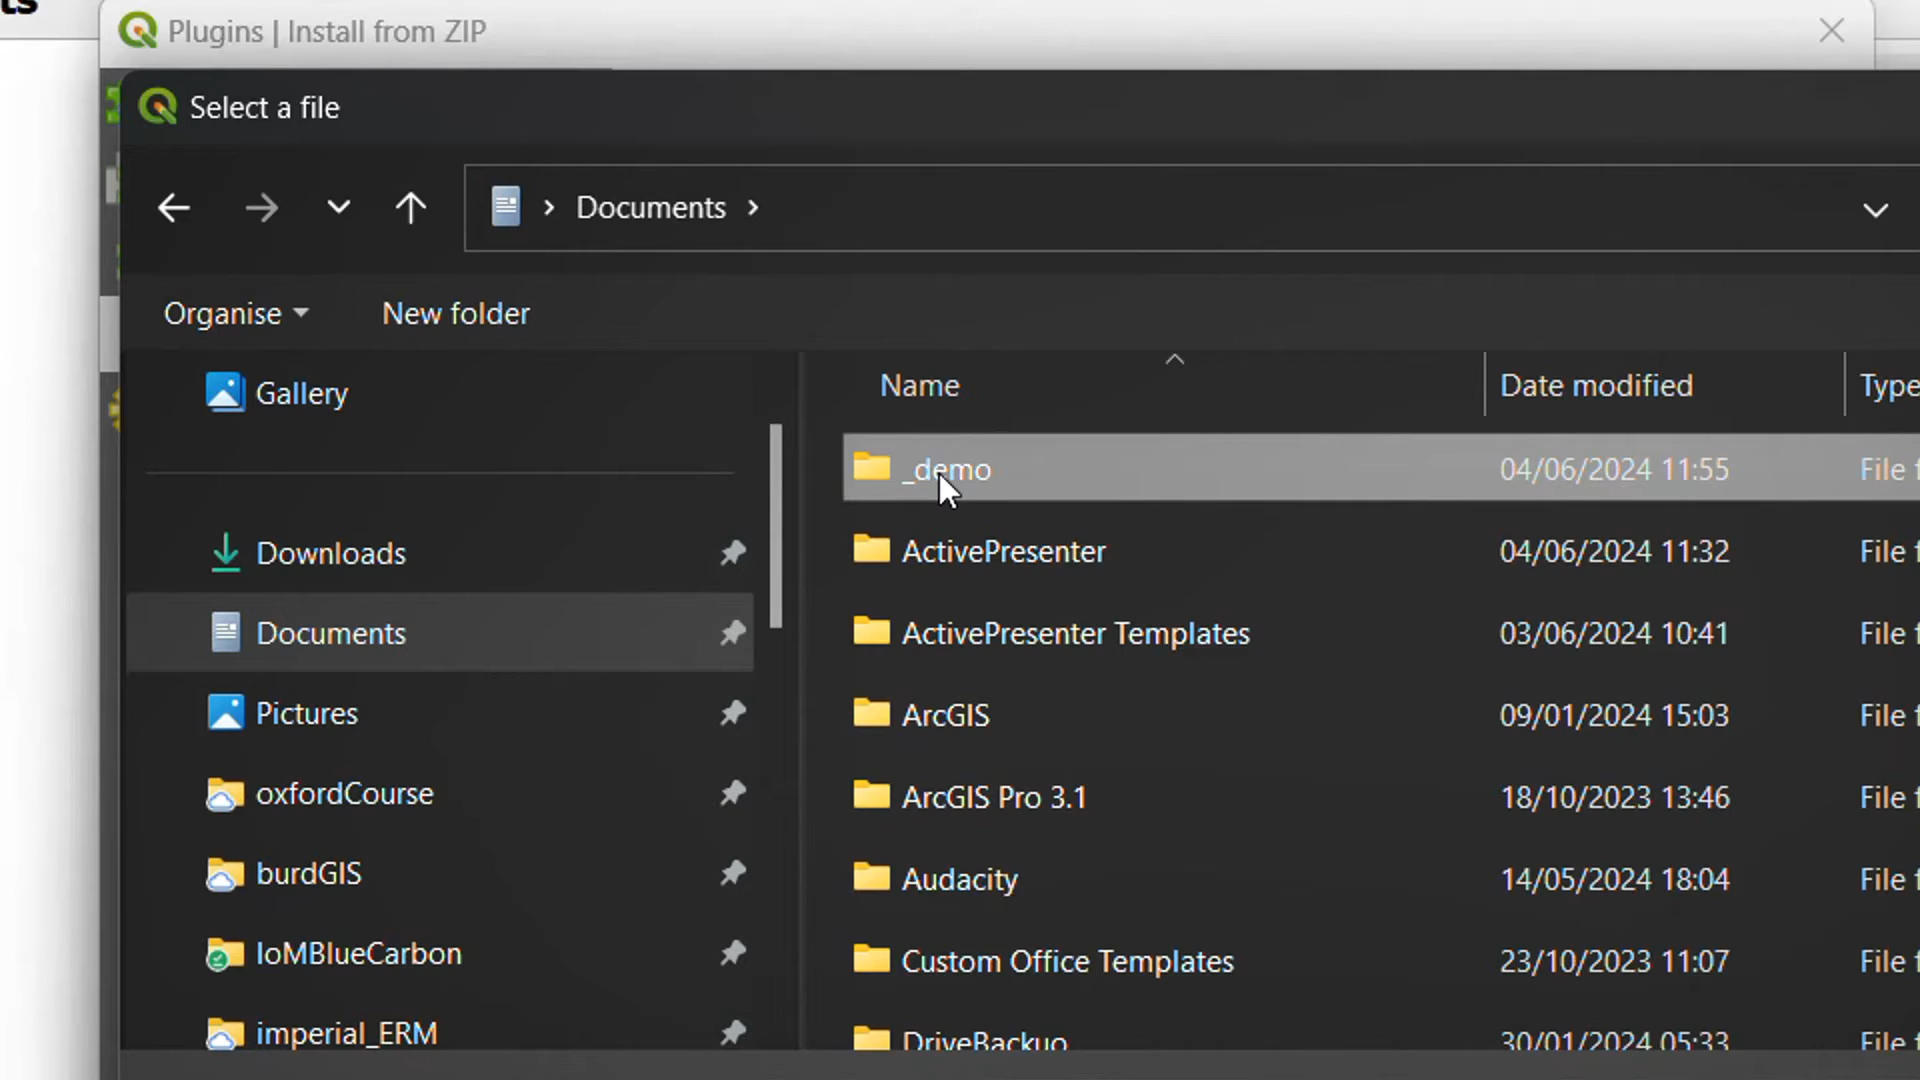 ts
Plugins | Install from ZIP
Select a file
Documents
Organise New folder
Gallery
Downloads
Documents
Pictures
oxfordCourse
burdGIS
IoMBlueCarbon
imperial_ERM
Name Date modified Type
_demo 04/06/2024 11:55 File f
ActivePresenter 04/06/2024 11:32 File f
ActivePresenter Templates 03/06/2024 10:41 File f
ArcGIS 09/01/2024 15:03 File f
ArcGIS Pro 3.1 18/10/2023 13:46 File f
Audacity 14/05/2024 18:04 File f
Custom Office Templates 23/10/2023 11:07 File f
DriveBackup 30/01/2024 05:33 File f